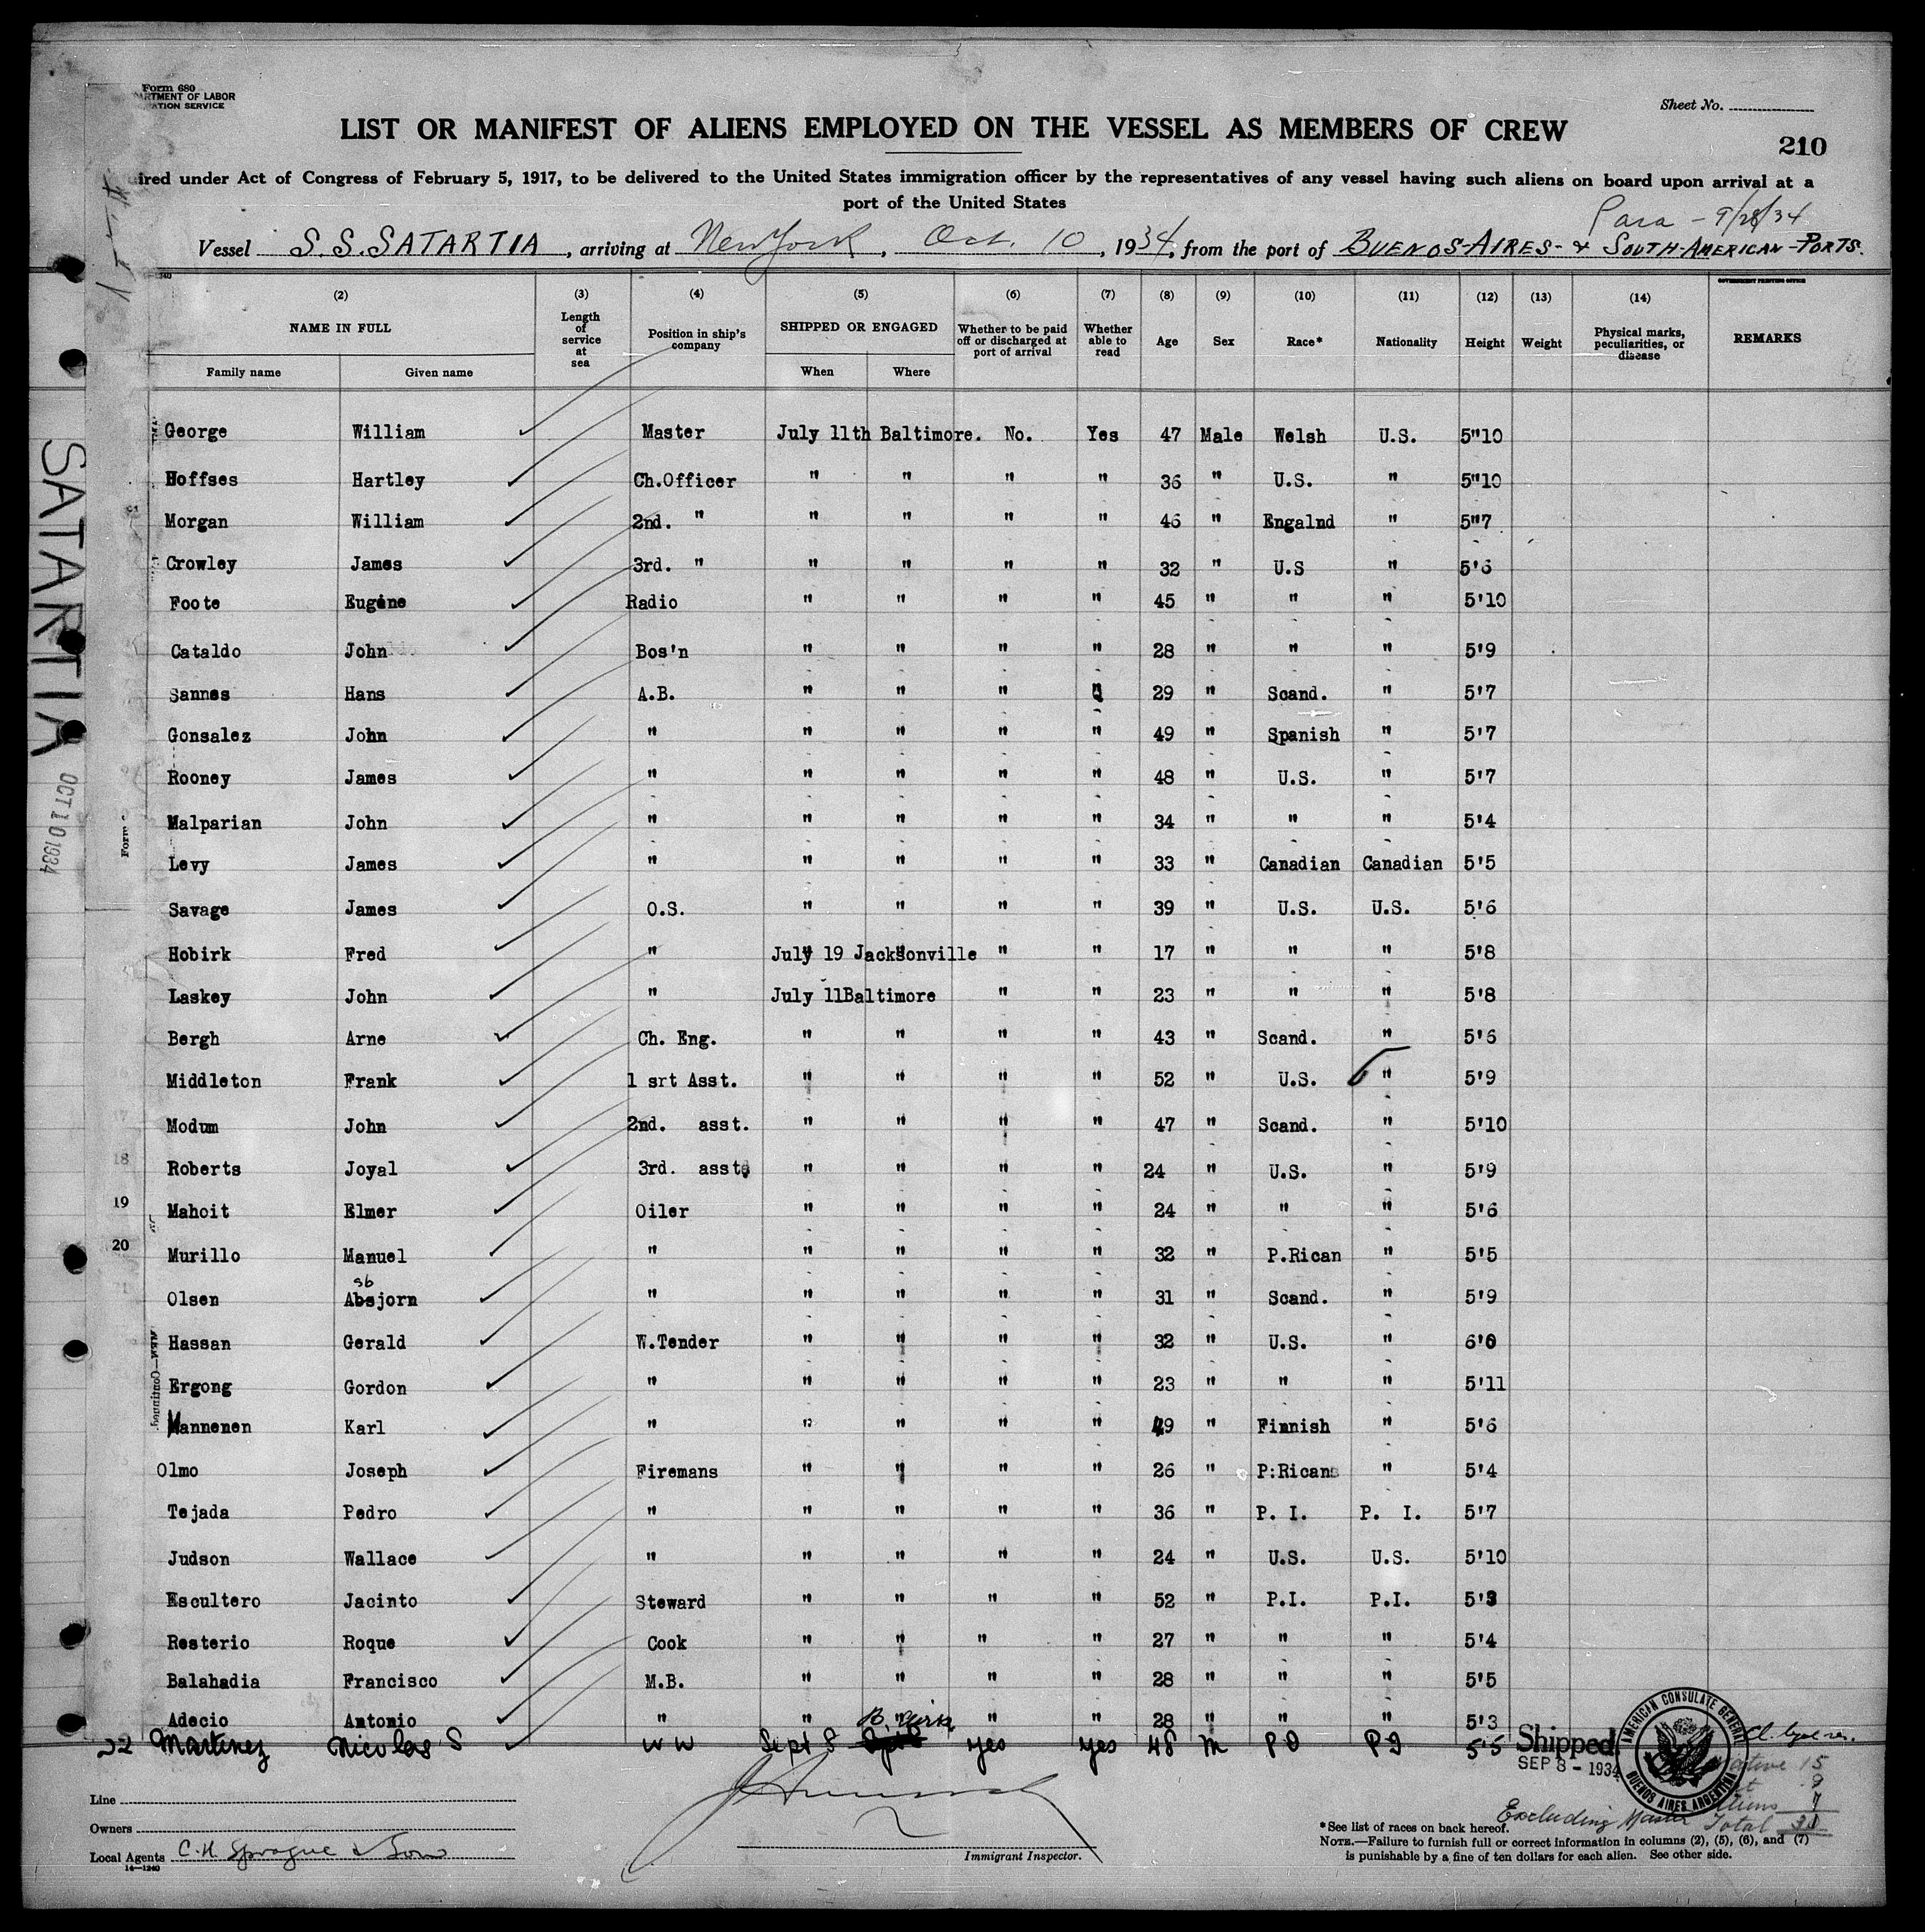 Form 680
ARTMENT OF LABOR
ATION SERVICE
Sheet No.
LIST OR MANIFEST OF ALIENS EMPLOYED ON THE VESSEL AS MEMBERS OF CREW
210
ired under Act of Congress of February 5, 1917, to be delivered to the United States immigration officer by the representatives of any vessel having such aliens on board upon arrival at a
port of the United States
Para - 9/28/34
Vessel S.S. SATARTIA, arriving at New York, Oct. 10, 1934, from the port of BUENOS-AIRES- & SOUTH-AMERICAN-PORTS.
(2) (3) (4) (5) (6) (7) (8) (9) (10) (11) (12) (13) (14)
GOVERNMENT PRINTING OFFICE
NAME IN FULL Length of service at sea Position in ship's company SHIPPED OR ENGAGED Whether to be paid off or discharged at port of arrival Whether able to read Age Sex Race* Nationality Height Weight Physical marks, peculiarities, or disease REMARKS
Family name Given name When Where
George William Master July 11th Baltimore. No. Yes 47 Male Welsh U.S. 5"10
Hoffses Hartley Ch.Officer " " " " 36 " U.S. " 5"10
Morgan William 2nd. " " " " " 46 " Engalnd " 5"7
Crowley James 3rd. " " " " " 32 " U.S " 5'6
Foote Eugene Radio " " " " 45 " " " 5'10
Cataldo John Bos'n " " " " 28 " " " 5'9
Sannes Hans A.B. " " " " 29 " Scand. " 5'7
Gonsalez John " " " " " 49 " Spanish " 5'7
Rooney James " " " " " 48 " U.S. " 5'7
Malparian John " " " " " 34 " " " 5'4
Levy James " " " " " 33 " Canadian Canadian 5'5
Savage James O.S. " " " " 39 " U.S. U.S. 5'6
Hobirk Fred " July 19 Jacksonville " " 17 " " " 5'8
Laskey John " July 11Baltimore " " 23 " " " 5'8
Bergh Arne Ch. Eng. " " " " 43 " Scand. " 5'6
Middleton Frank 1 srt Asst. " " " " 52 " U.S. " 5'9
17 Modum John 2nd. asst. " " " " 47 " Scand. " 5'10
18 Roberts Joyal 3rd. asst. " " " " 24 " U.S. " 5'9
19 Mahoit Elmer Oiler " " " " 24 " " " 5'6
20 Murillo Manuel " " " " " 32 " P.Rican " 5'5
sb
21 Olsen Absjorn " " " " " 31 " Scand. " 5'9
Hassan Gerald W.Tender " " " " 32 " U.S. " 6'0
Ergong Gordon " " " " " 23 " " " 5'11
Mannenen Karl " " " " " 49 " Finnish " 5'6
Olmo Joseph Firemans " " " " 26 " P:Rican " 5'4
Tejada Pedro " " " " " 36 " P. I. P. I. 5'7
Judson Wallace " " " " " 24 " U.S. U.S. 5'10
Escultero Jacinto Steward " " " " 52 " P.I. P.I. 5'3
Resterio Roque Cook " " " " 27 " " " 5'4
Balahadia Francisco M.B. " " " " 28 " " " 5'5
Adecio Antonio " " " " " 28 " " " 5'3
Martinez Nicolas S Sept 8 B. Aires yes yes 48 M 5'5
Shipped
SEP 8 - 1934
AMERICAN CONSULATE GENERAL
BUENOS AIRES ARGENTINA
Line
Owners
Local Agents C.H. Sprague & Son
14—1240
Immigrant Inspector.
Excluding Master Total
*See list of races on back hereof.
NOTE.—Failure to furnish full or correct information in columns (2), (5), (6), and (7)
is punishable by a fine of ten dollars for each alien. See other side.
SATARTIA
OCT 10 1934
Form